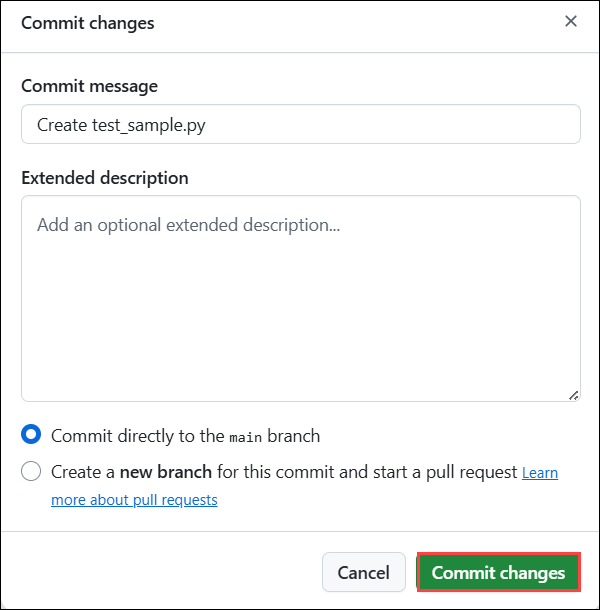 Commit changes
Commit message
Create test_sample.py
Extended description
Add an optional extended description...
Commit directly to the main branch
Create a new branch for this commit and start a pull request Learn
more about pull requests
Cancel
Commit changes